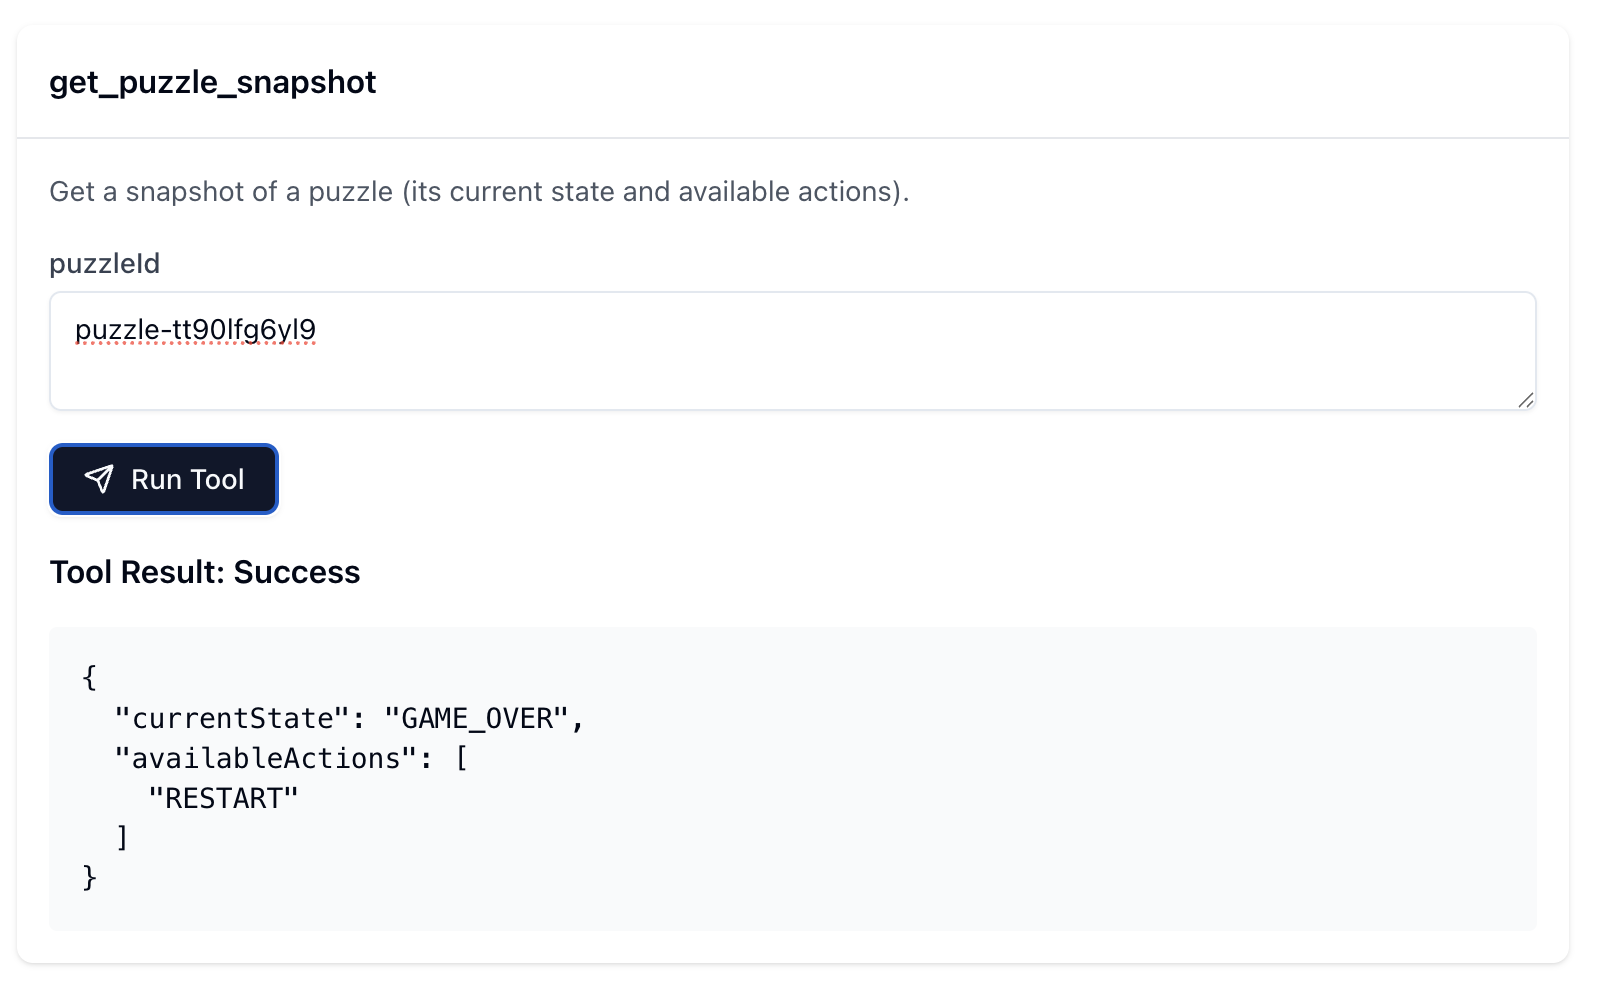 get_puzzle_snapshot
Get a snapshot of a puzzle (its current state and available actions).
puzzleId
puzzle-tt90lfg6yl9
Run Tool
Tool Result: Success
{
  "currentState": "GAME_OVER",
  "availableActions": [
    "RESTART"
  ]
}